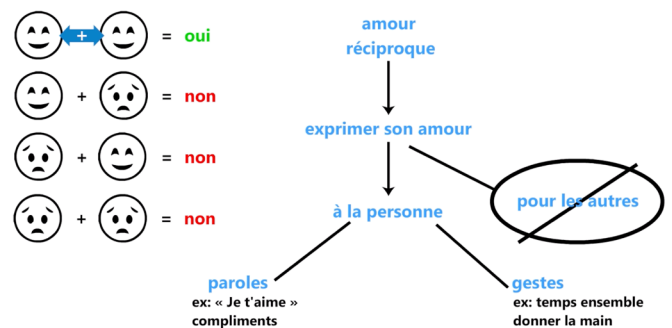 + = oui
+ = non
+ = non
+ = non
amour
réciproque
exprimer son amour
à la personne
pour les autres
paroles
ex: « Je t'aime »
compliments
gestes
ex: temps ensemble
donner la main